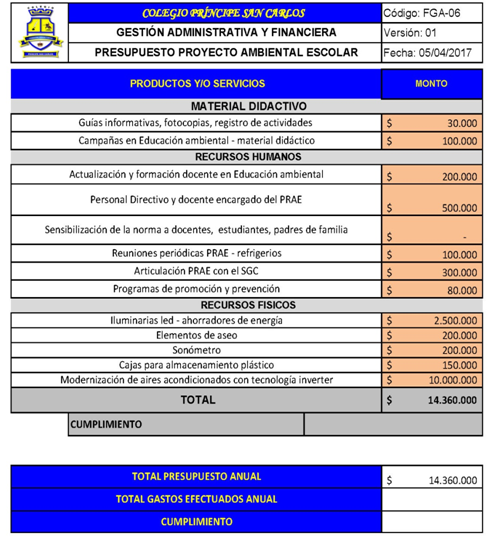 COLEGIO PRÍNCIPE SAN CARLOS
Código: FGA-06
GESTIÓN ADMINISTRATIVA Y FINANCIERA
Versión: 01
PRESUPUESTO PROYECTO AMBIENTAL ESCOLAR
Fecha: 05/04/2017
PRODUCTOS Y/O SERVICIOS MONTO
MATERIAL DIDACTIVO
Guías informativas, fotocopias, registro de actividades $ 30.000
Campañas en Educación ambiental - material didáctico $ 100.000
RECURSOS HUMANOS
Actualización y formación docente en Educación ambiental $ 200.000
Personal Directivo y docente encargado del PRAE $ 500.000
Sensibilización de la norma a docentes, estudiantes, padres de familia $ -
Reuniones periódicas PRAE - refrigerios $ 100.000
Articulación PRAE con el SGC $ 300.000
Programas de promoción y prevención $ 80.000
RECURSOS FISICOS
Iluminarias led - ahorradores de energía $ 2.500.000
Elementos de aseo $ 200.000
Sonómetro $ 200.000
Cajas para almacenamiento plástico $ 150.000
Modernización de aires acondicionados con tecnología inverter $ 10.000.000
TOTAL $ 14.360.000
CUMPLIMIENTO
TOTAL PRESUPUESTO ANUAL $ 14.360.000
TOTAL GASTOS EFECTUADOS ANUAL
CUMPLIMIENTO